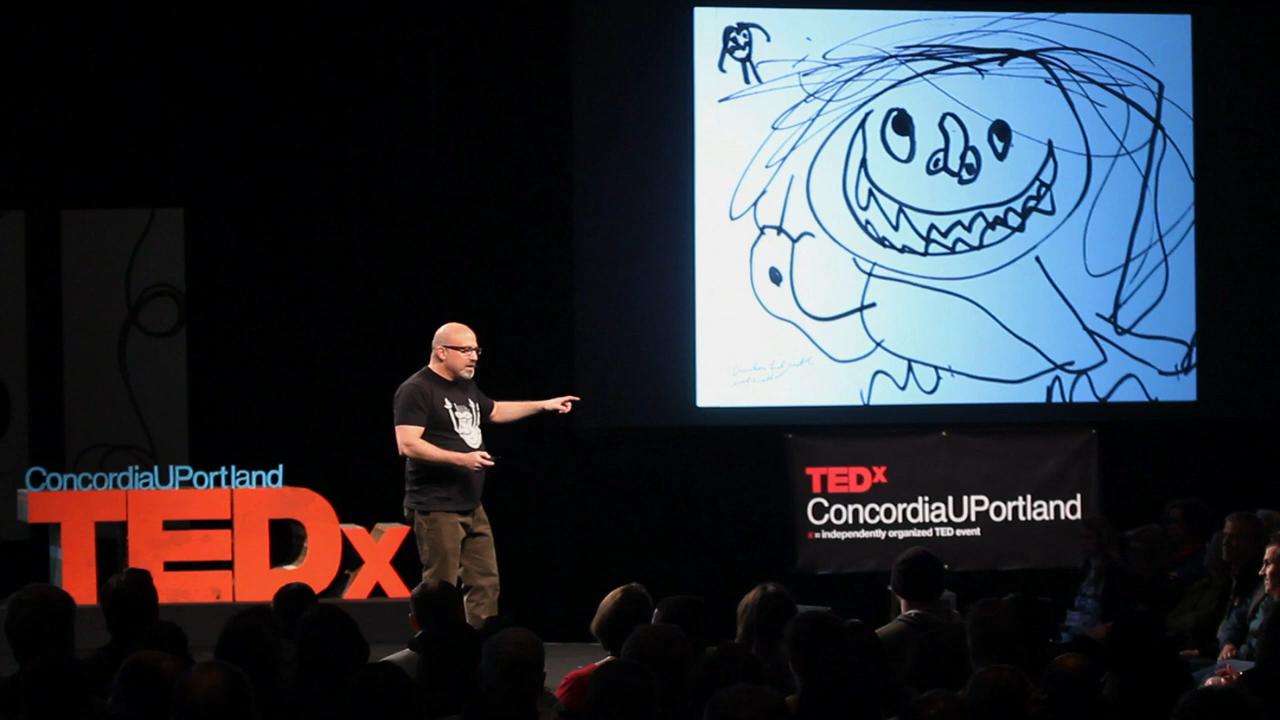 ConcordiaUPortland
TEDx
TEDx
ConcordiaUPortland
x = independently organized TED event